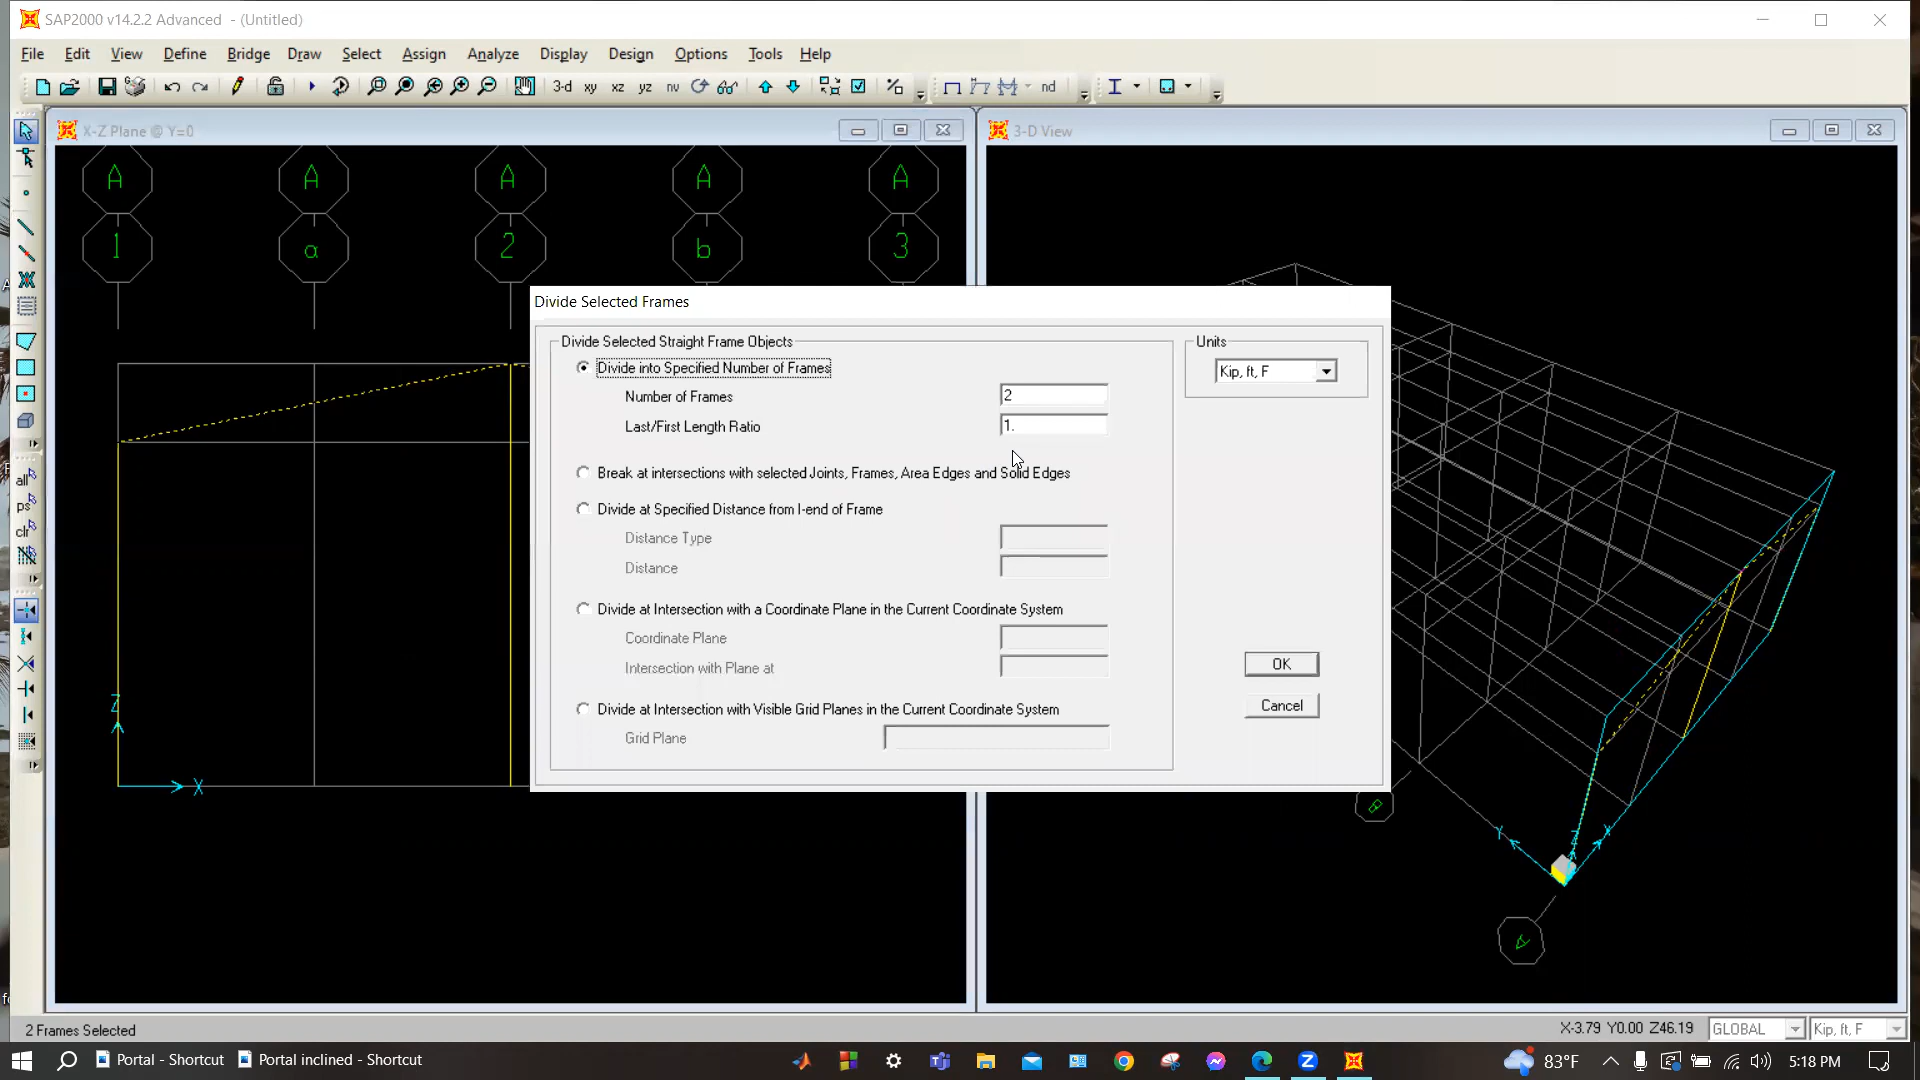 SAP2000 v14.2.2 Advanced - (Untitled)
File Edit View Define Bridge Draw Select Assign Analyze Display Design Options Tools Help
3-d xy xz yz nv nd
X-Z Plane @ Y=0
3-D View
A A A A A
1 a 2 b 3
all
ps
clr
Z
X
Divide Selected Frames
Divide Selected Straight Frame Objects
Divide into Specified Number of Frames
Number of Frames 2
Last/First Length Ratio 1.
Break at intersections with selected Joints, Frames, Area Edges and Solid Edges
Divide at Specified Distance from I-end of Frame
Distance Type
Distance
Divide at Intersection with a Coordinate Plane in the Current Coordinate System
Coordinate Plane
Intersection with Plane at
Divide at Intersection with Visible Grid Planes in the Current Coordinate System
Grid Plane
Units
Kip, ft, F
OK
Cancel
Y Z X
2 Frames Selected
X-3.79 Y0.00 Z46.19
GLOBAL
Kip, ft, F
Portal - Shortcut
Portal inclined - Shortcut
83°F
5:18 PM